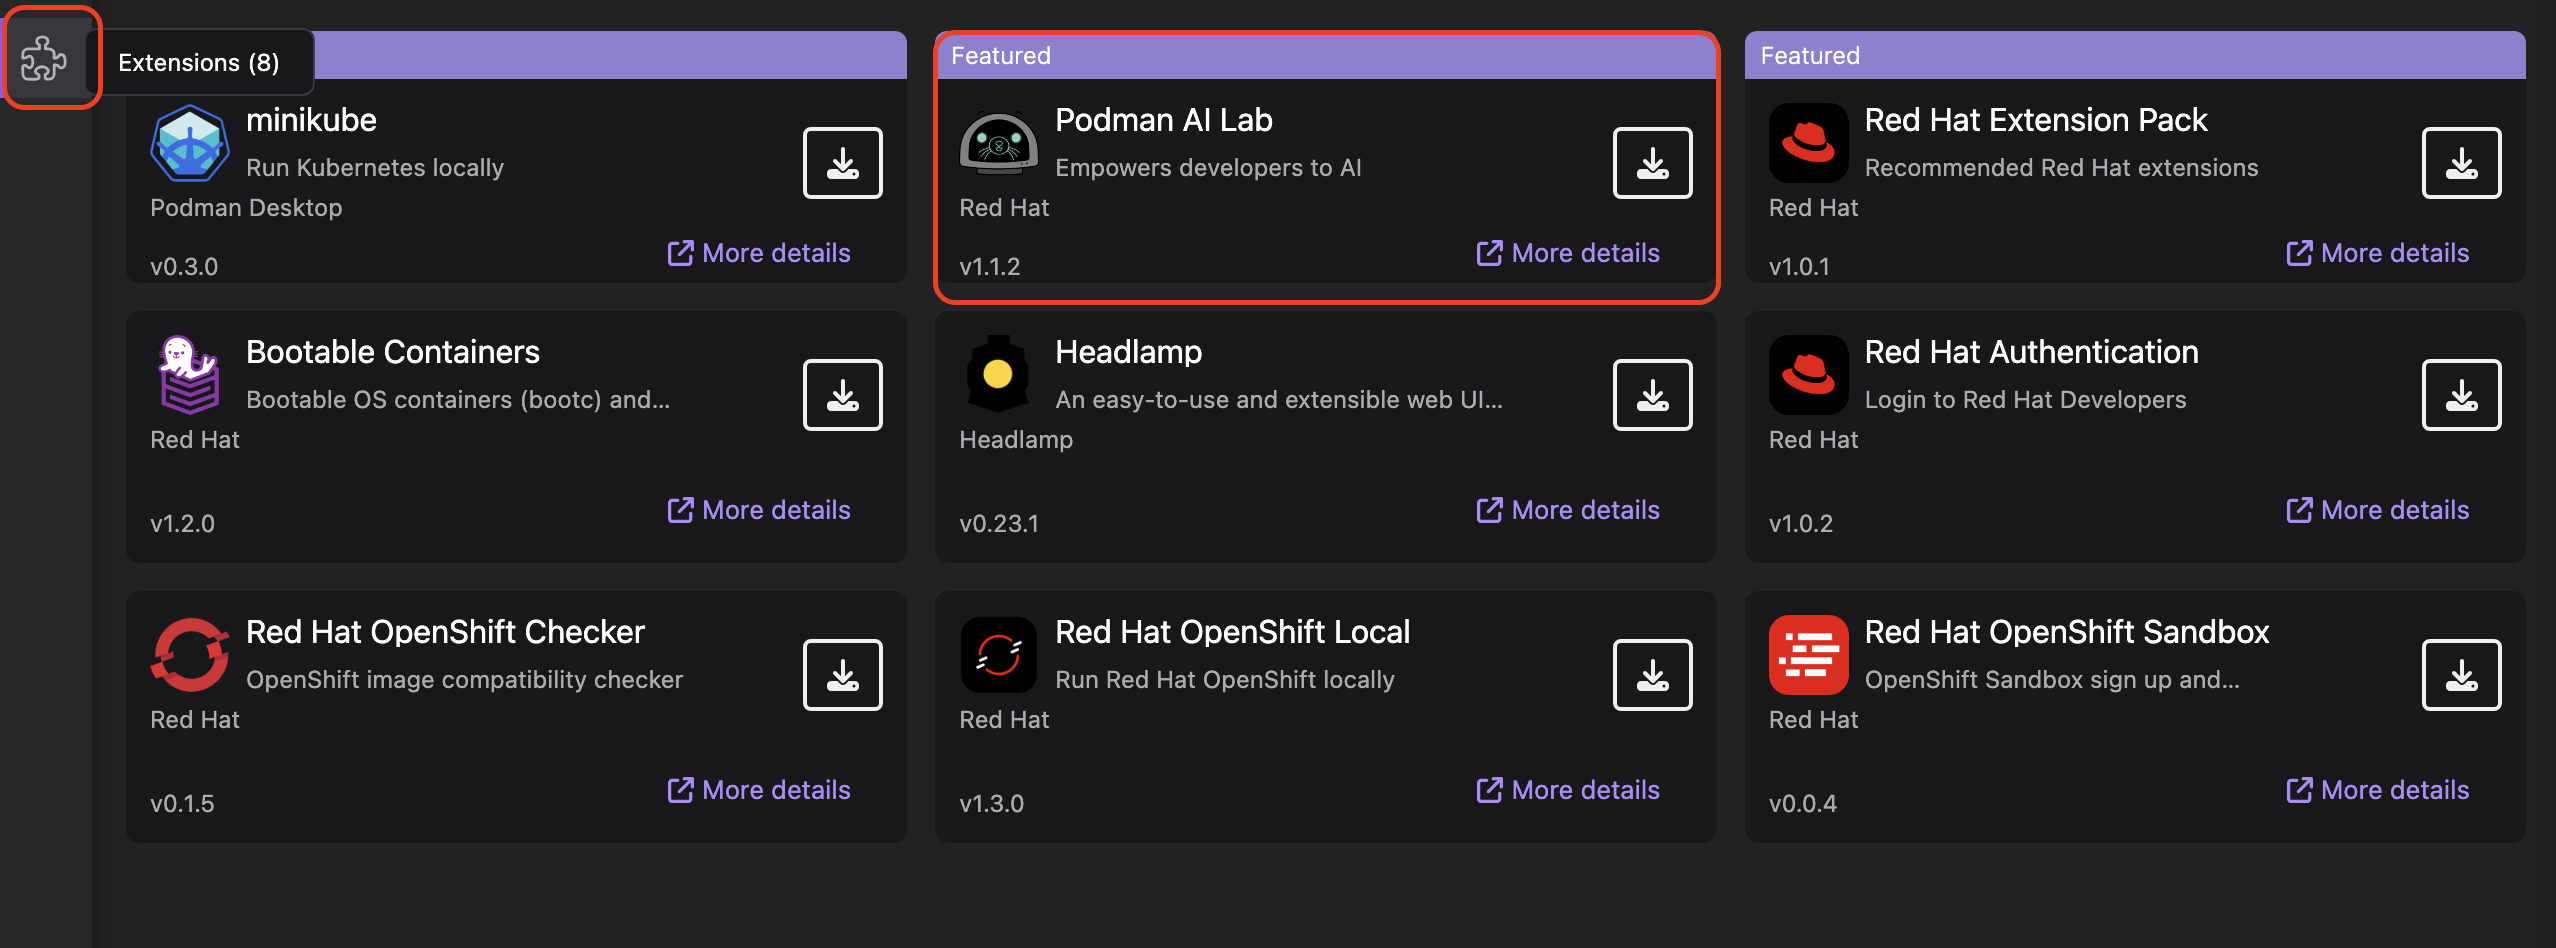 Extensions (8)
Featured
Featured
minikube
Run Kubernetes locally
Podman Desktop
v0.3.0
More details
Podman AI Lab
Empowers developers to AI
Red Hat
v1.1.2
More details
Red Hat Extension Pack
Recommended Red Hat extensions
Red Hat
v1.0.1
More details
Bootable Containers
Bootable OS containers (bootc) and...
Red Hat
v1.2.0
More details
Headlamp
An easy-to-use and extensible web UI...
Headlamp
v0.23.1
More details
Red Hat Authentication
Login to Red Hat Developers
Red Hat
v1.0.2
More details
Red Hat OpenShift Checker
OpenShift image compatibility checker
Red Hat
v0.1.5
More details
Red Hat OpenShift Local
Run Red Hat OpenShift locally
Red Hat
v1.3.0
More details
Red Hat OpenShift Sandbox
OpenShift Sandbox sign up and...
Red Hat
v0.0.4
More details